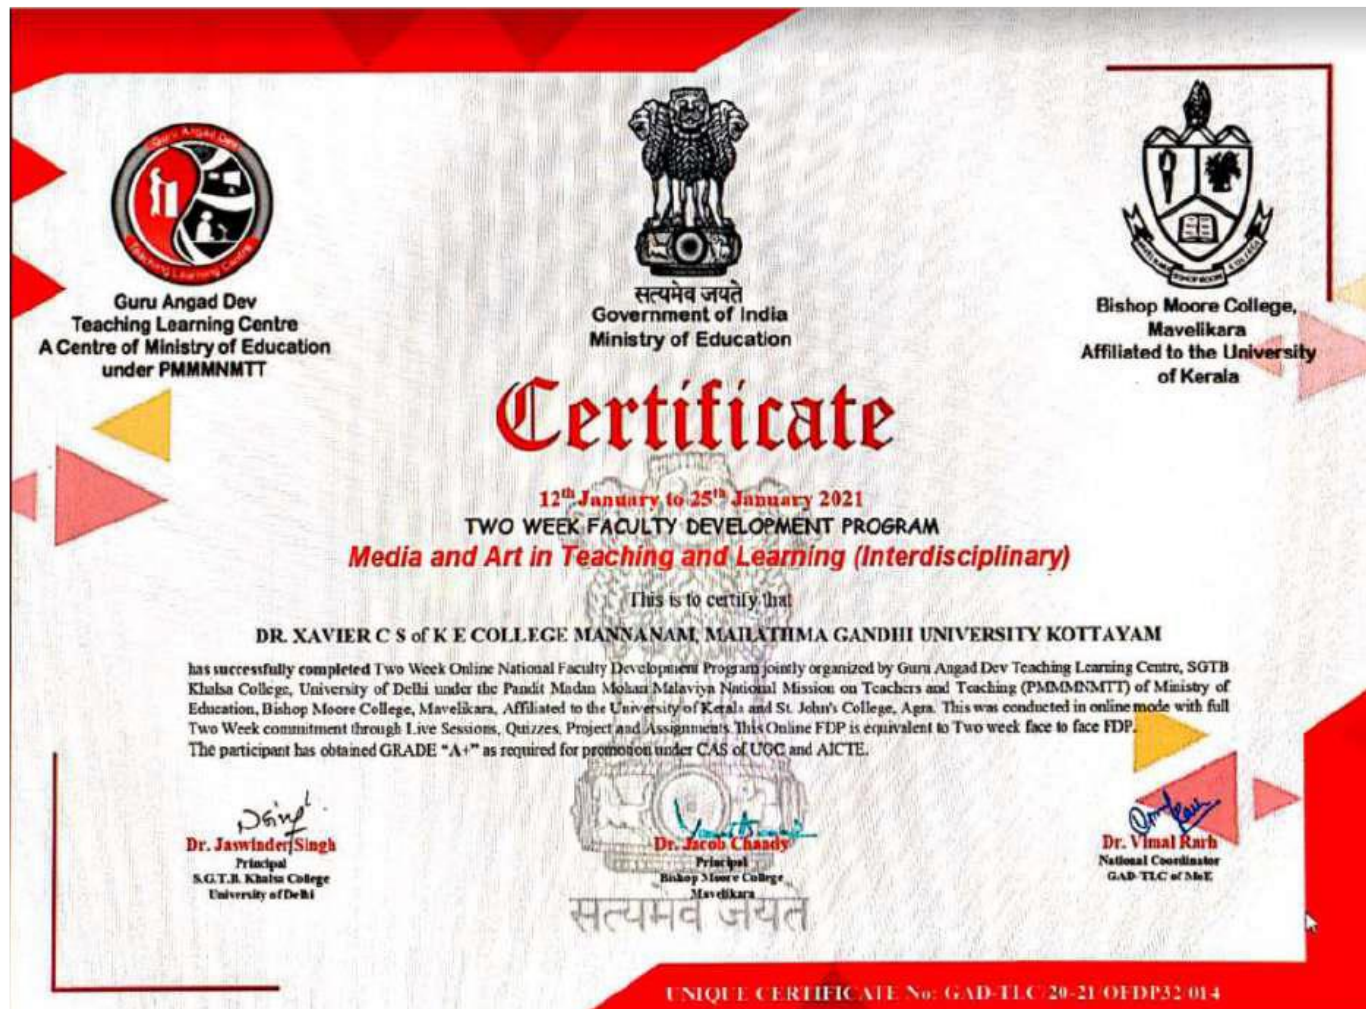 Guru Angad Dev
Teaching Learning Centre
Guru Angad Dev
Teaching Learning Centre
A Centre of Ministry of Education
under PMMMNMTT
सत्यमेव जयते
Government of India
Ministry of Education
BISHOP MOORE COLLEGE
MAVELIKARA
Bishop Moore College,
Mavelikara
Affiliated to the University
of Kerala
Certificate
12th January to 25th January 2021
TWO WEEK FACULTY DEVELOPMENT PROGRAM
Media and Art in Teaching and Learning (Interdisciplinary)
This is to certify that
DR. XAVIER C S of K E COLLEGE MANNANAM, MAHATHMA GANDHI UNIVERSITY KOTTAYAM
has successfully completed Two Week Online National Faculty Development Program jointly organized by Guru Angad Dev Teaching Learning Centre, SGTB
Khalsa College, University of Delhi under the Pandit Madan Mohan Malaviya National Mission on Teachers and Teaching (PMMMNMTT) of Ministry of
Education, Bishop Moore College, Mavelikara, Affiliated to the University of Kerala and St. John's College, Agra. This was conducted in online mode with full
Two Week commitment through Live Sessions, Quizzes, Project and Assignments. This Online FDP is equivalent to Two week face to face FDP.
The participant has obtained GRADE “A+” as required for promotion under CAS of UGC and AICTE.
Dr. Jaswinder Singh
Principal
S.G.T.B. Khalsa College
University of Delhi
Dr. Jacob Chandy
Principal
Bishop Moore College
Mavelikara
Dr. Vimal Rarh
National Coordinator
GAD-TLC of MoE
सत्यमेव जयते
UNIQUE CERTIFICATE No: GAD-TLC/20-21/OFDP32/014